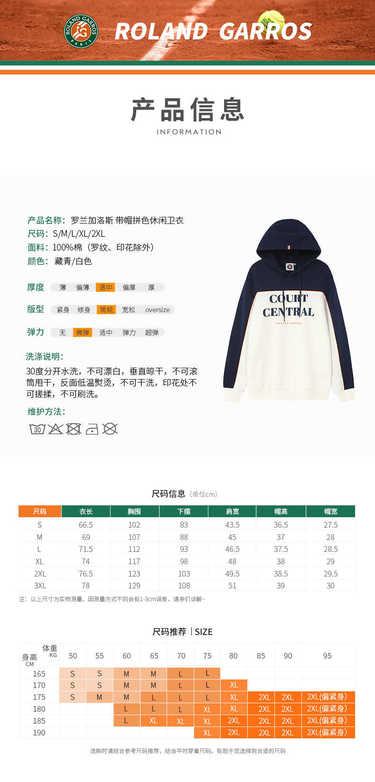 ROLAND GARROS
PARIS
ROLAND GARROS
产品信息
INFORMATION
产品名称: 罗兰加洛斯 带帽拼色休闲卫衣
尺码: S/M/L/XL/2XL
面料: 100%棉(罗纹、印花除外)
颜色: 藏青/白色
厚度 薄 偏薄 适中 偏厚 厚
版型 紧身 修身 宽松 oversize
弹力 无 微弹 适中 弹力 超弹
洗涤说明:
30度分开水洗,不可漂白,垂直晾干,不可滚
筒甩干,反面低温熨烫,不可干洗,印花处不
可搓揉,不可刷洗。
维护方法:
COURT
CENTRAL
尺码信息 (单位cm)
尺码 衣长 胸围 下摆 肩宽 帽高 帽宽
S 66.5 102 83 43.5 36.5 27.5
M 69 107 88 45 37 28
L 71.5 112 93 46.5 37.5 28.5
XL 74 117 98 48 38 29
2XL 76.5 123 103 49.5 38.5 29.5
3XL 78 129 108 51 39 30
注:以上尺寸为实物测量,因测量方式不同会有1-3cm误差,请亲们谅解~
尺码推荐 | SIZE
身高 CM 体重 KG 50 55 60 65 70 75 80 85 90 95
165 S S M M L L
170 S S M M L L XL
175 S S M L L L XL 2XL 2XL 2XL(偏紧身)
180 L L L XL XL 2XL 2XL 2XL(偏紧身)
185 L XL XL XL XL 2XL 2XL 2XL(偏紧身)
190 XL XL 2XL 2XL 2XL(偏紧身)
选购时请结合参考尺码推荐,结合平时穿着尺码,有助于您选择到合适的尺码